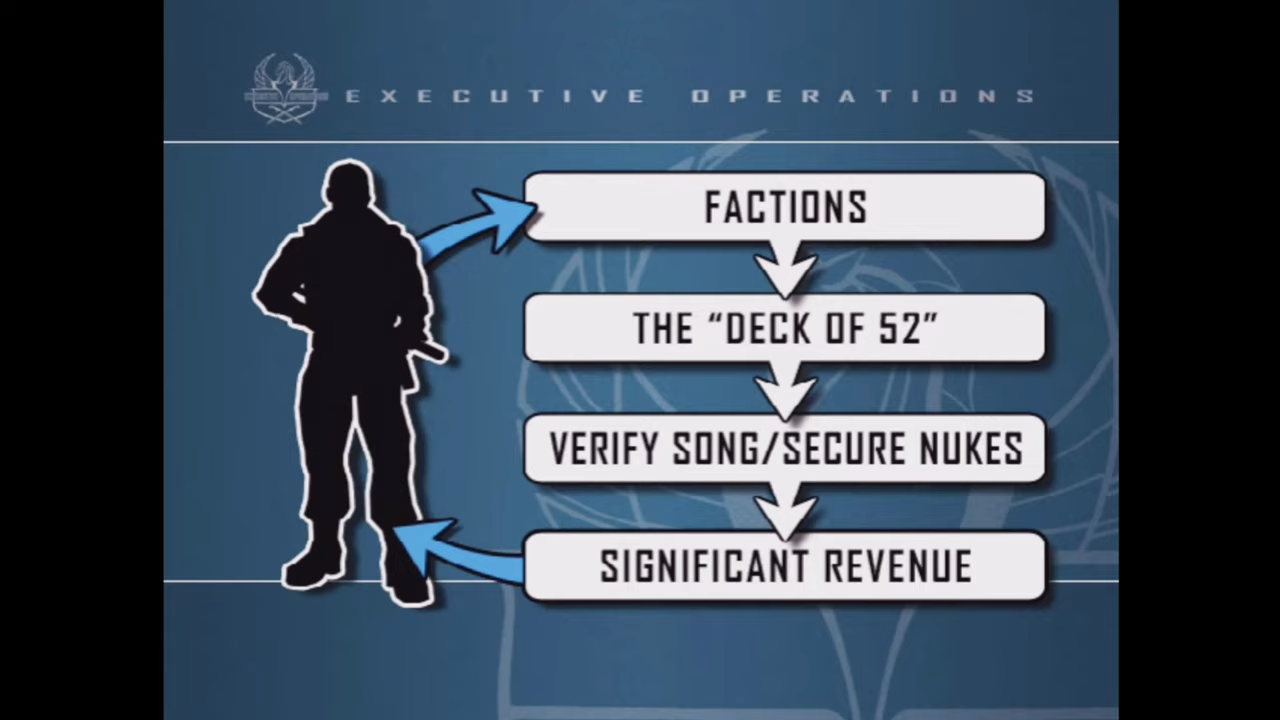 EXECUTIVE OPERATIONS
FACTIONS
THE “DECK OF 52”
VERIFY SONG/SECURE NUKES
SIGNIFICANT REVENUE